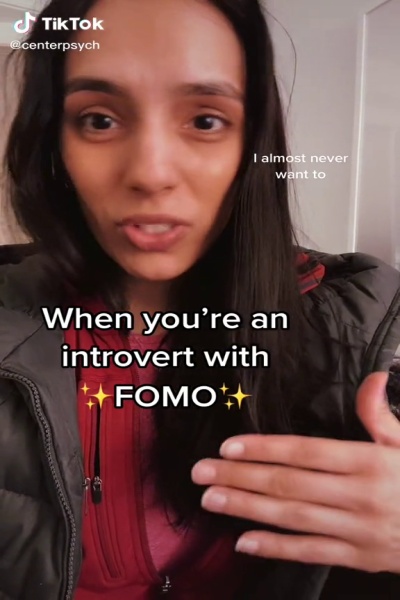 TikTok
@centerpsych
I almost never
want to
When you're an
introvert with
✨FOMO✨